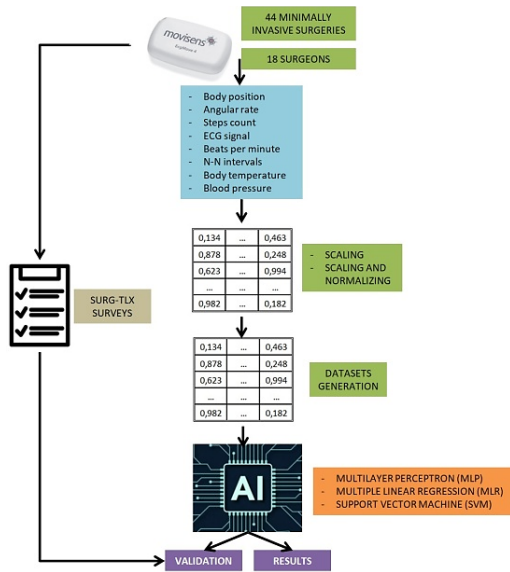 44 MINIMALLY
INVASIVE SURGERIES
movisens
18 SURGEONS
- Body position
- Angular rate
- Steps count
- ECG signal
- Beats per minute
- N-N intervals
- Body temperature
- Blood pressure
0,134 ... 0,463
0,878 ... 0,248
0,623 ... 0,994
... ... ...
0,982 ... 0,182
- SCALING
- SCALING AND
NORMALIZING
SURG-TLX
SURVEYS
0,134 ... 0,463
0,878 ... 0,248
0,623 ... 0,994
... ... ...
0,982 ... 0,182
DATASETS
GENERATION
AI
- MULTILAYER PERCEPTRON (MLP)
- MULTIPLE LINEAR REGRESSION (MLR)
- SUPPORT VECTOR MACHINE (SVM)
VALIDATION
RESULTS